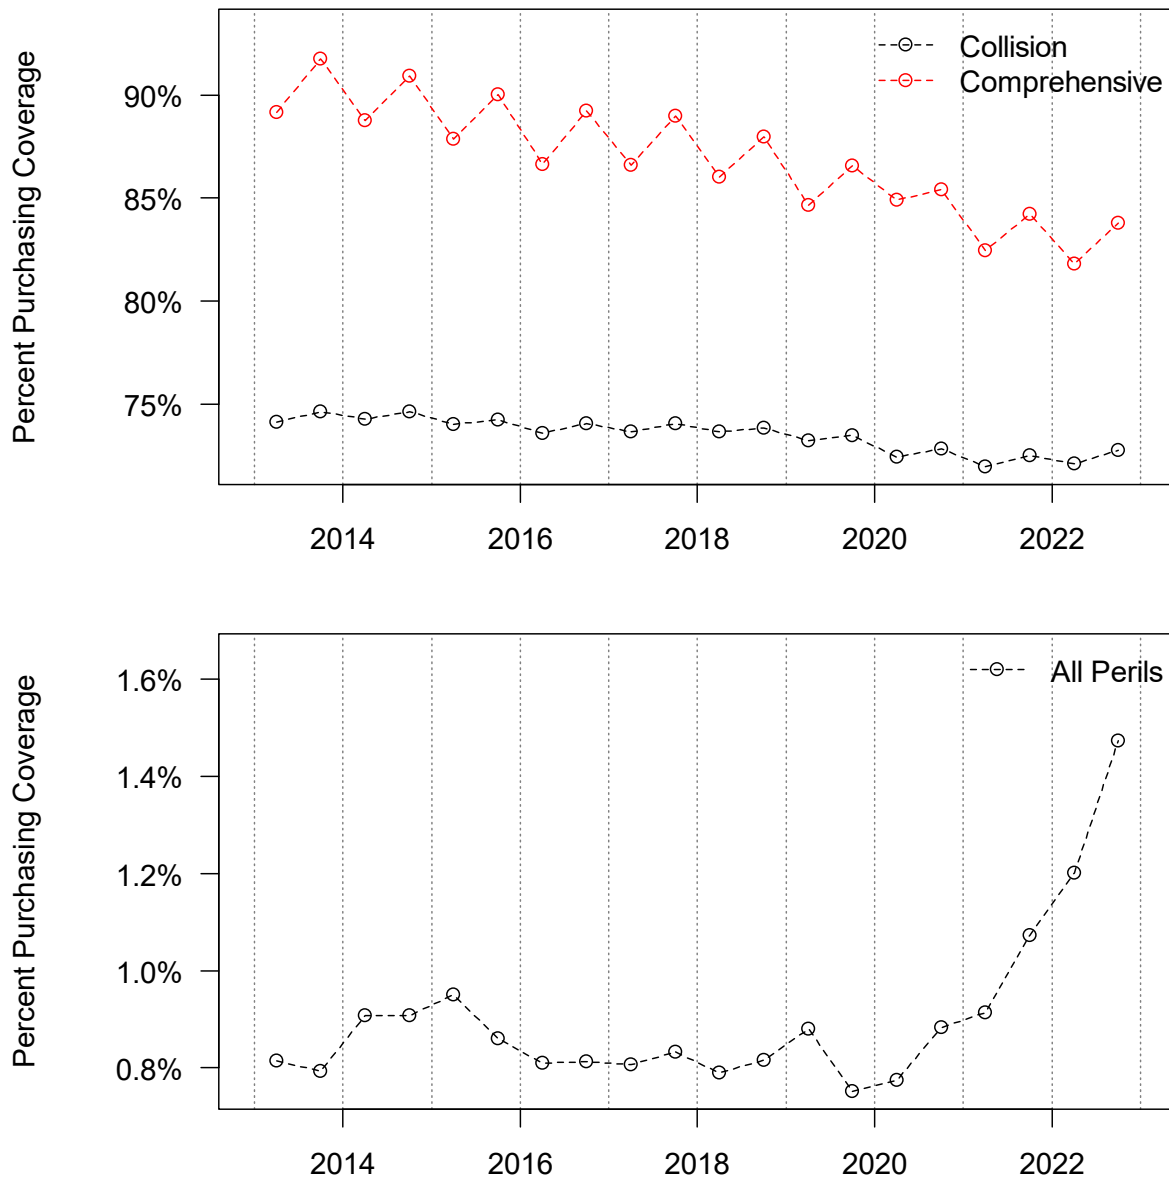 Percent Purchasing Coverage
90%
85%
80%
75%
Collision
Comprehensive
2014 2016 2018 2020 2022
Percent Purchasing Coverage
1.6%
1.4%
1.2%
1.0%
0.8%
All Perils
2014 2016 2018 2020 2022